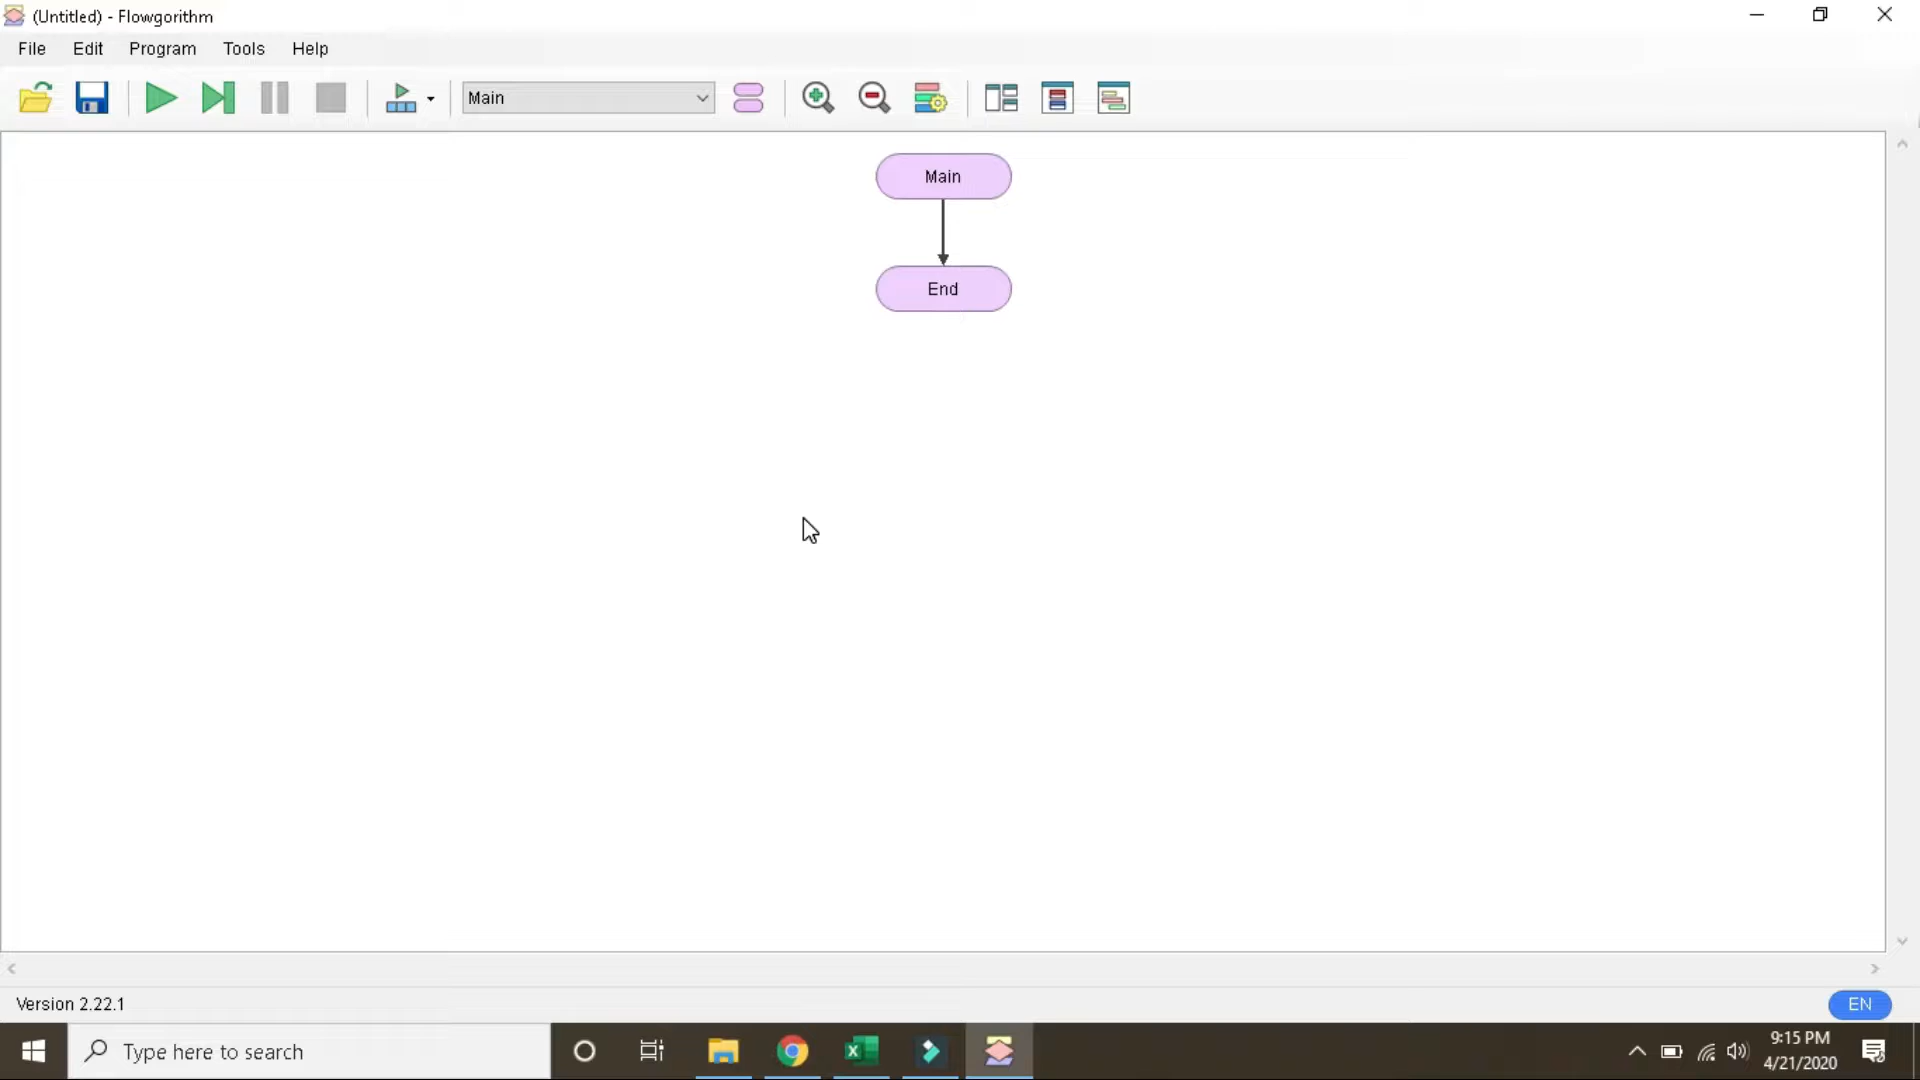 (Untitled) - Flowgorithm
File Edit Program Tools Help
Main
Main
End
Version 2.22.1
EN
Type here to search
9:15 PM
4/21/2020